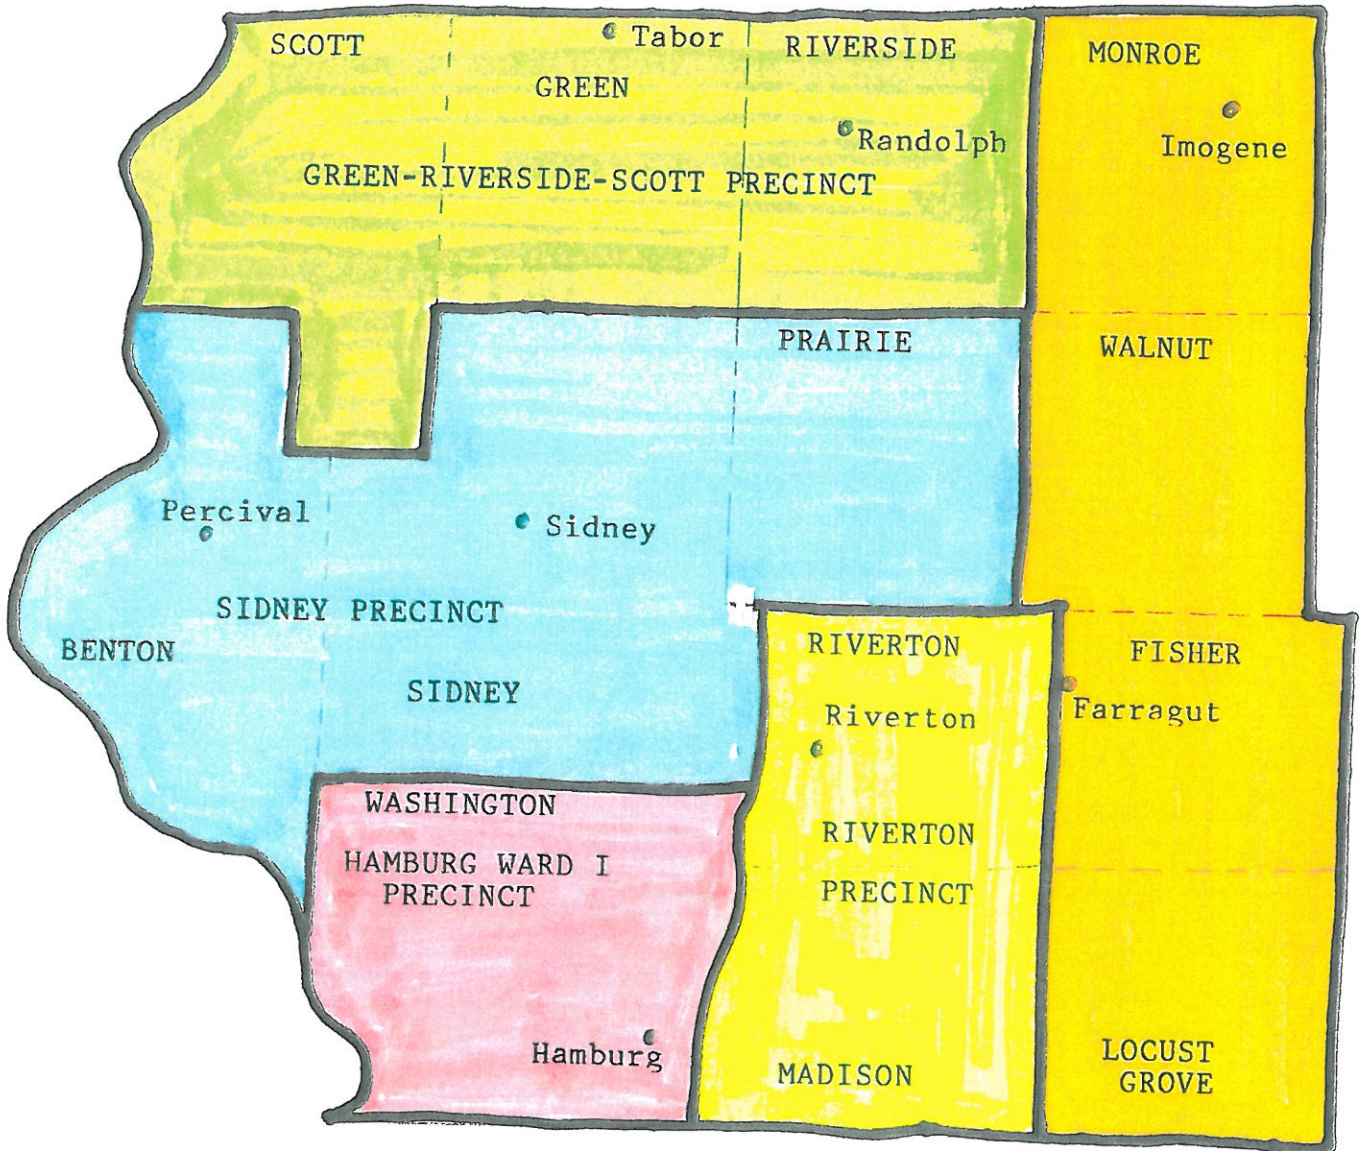 SCOTT
Tabor
RIVERSIDE
MONROE
GREEN
Randolph
Imogene
GREEN-RIVERSIDE-SCOTT PRECINCT
PRAIRIE
WALNUT
Percival
Sidney
SIDNEY PRECINCT
BENTON
SIDNEY
RIVERTON
FISHER
Riverton
Farragut
WASHINGTON
HAMBURG WARD I
PRECINCT
RIVERTON
PRECINCT
Hamburg
MADISON
LOCUST
GROVE